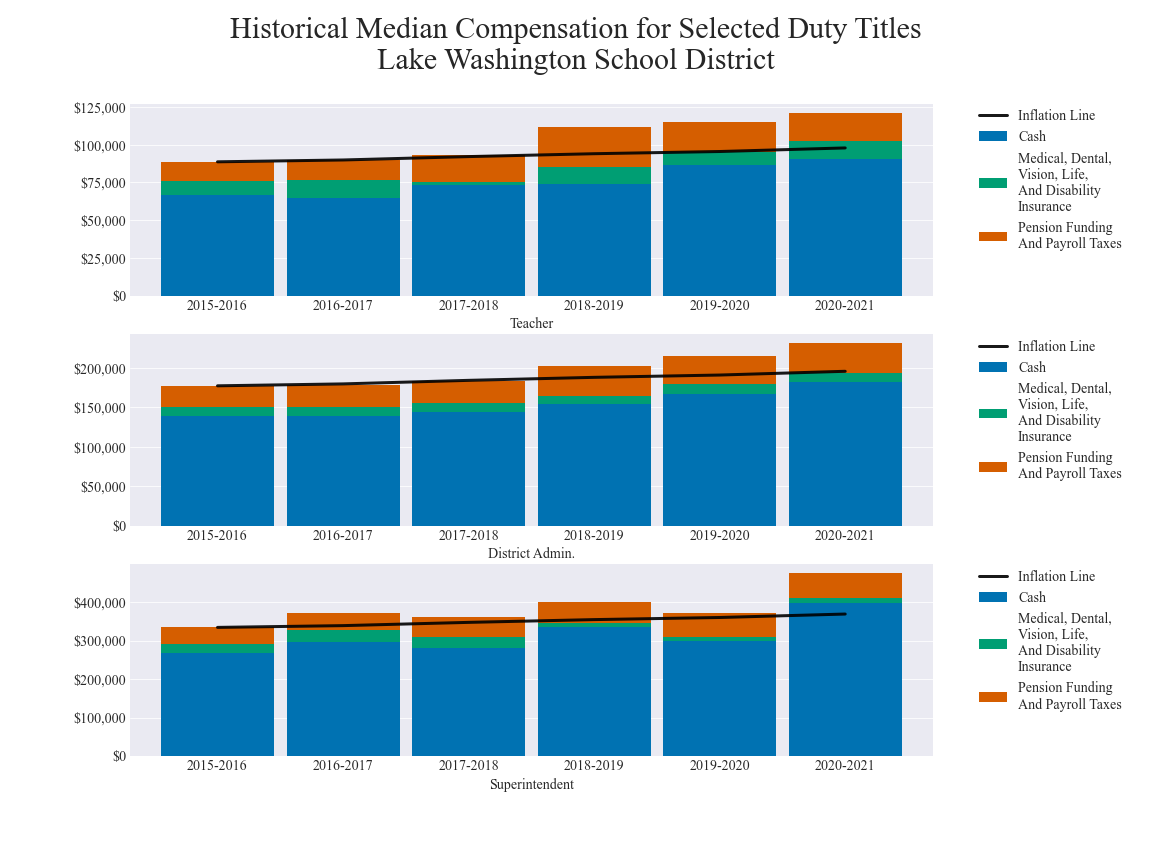 Historical Median Compensation for Selected Duty Titles
Lake Washington School District
$125,000
$100,000
$75,000
$50,000
$25,000
$0
2015-2016 2016-2017 2017-2018 2018-2019 2019-2020 2020-2021
Teacher
Inflation Line
Cash
Medical, Dental,
Vision, Life,
And Disability
Insurance
Pension Funding
And Payroll Taxes
$200,000
$150,000
$100,000
$50,000
$0
2015-2016 2016-2017 2017-2018 2018-2019 2019-2020 2020-2021
District Admin.
Inflation Line
Cash
Medical, Dental,
Vision, Life,
And Disability
Insurance
Pension Funding
And Payroll Taxes
$400,000
$300,000
$200,000
$100,000
$0
2015-2016 2016-2017 2017-2018 2018-2019 2019-2020 2020-2021
Superintendent
Inflation Line
Cash
Medical, Dental,
Vision, Life,
And Disability
Insurance
Pension Funding
And Payroll Taxes